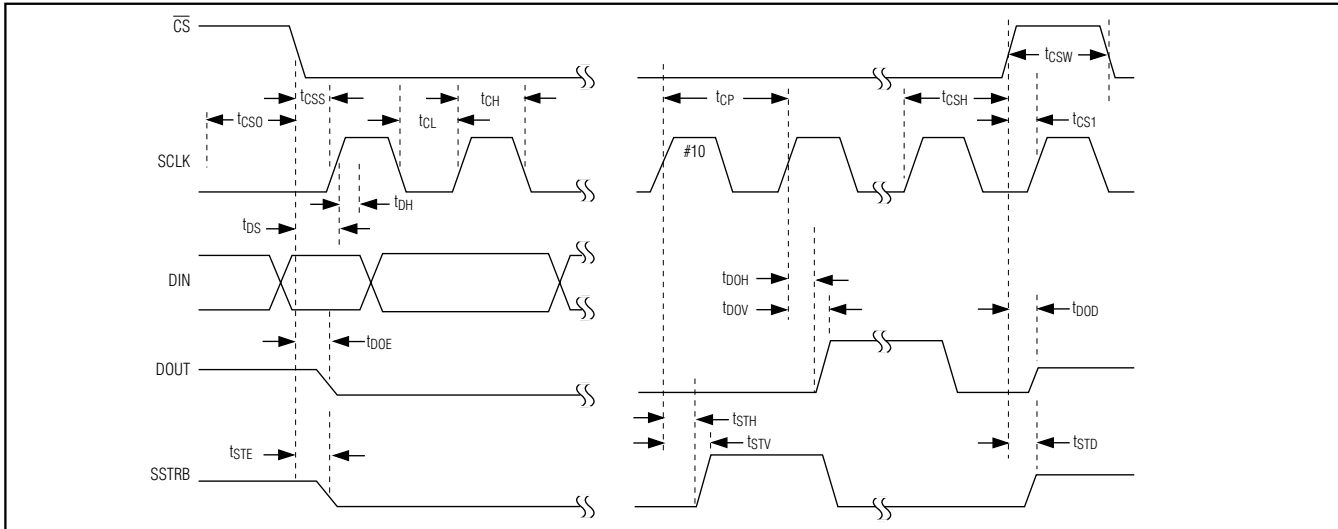 CS
tCSW
tCSS
tCH
tCP
tCSH
tCSO
tCL
tCS1
SCLK
#10
tDH
tDS
DIN
tDOH
tDOV
tDOD
tDOE
DOUT
tSTH
tSTE
tSTV
tSTD
SSTRB